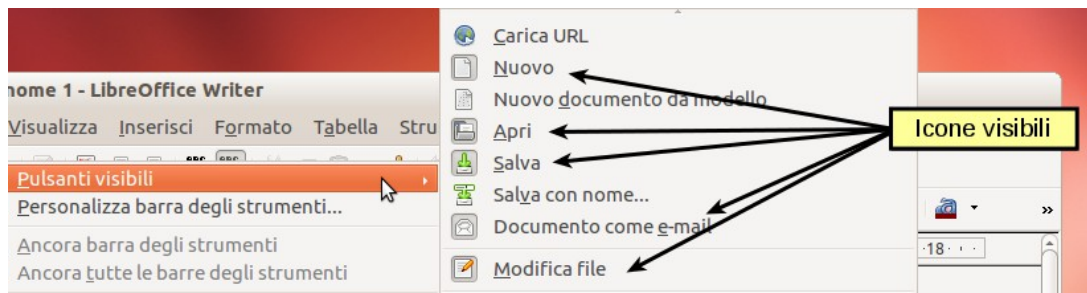 Carica URL
Nuovo
nome 1 - LibreOffice Writer
Nuovo documento da modello
Visualizza Inserisci Formato Tabella Stru
Apri
Icone visibili
Salva
Pulsanti visibili
Salva con nome...
Personalizza barra degli strumenti...
Documento come e-mail
Ancora barra degli strumenti
·18·
Modifica file
Ancora tutte le barre degli strumenti